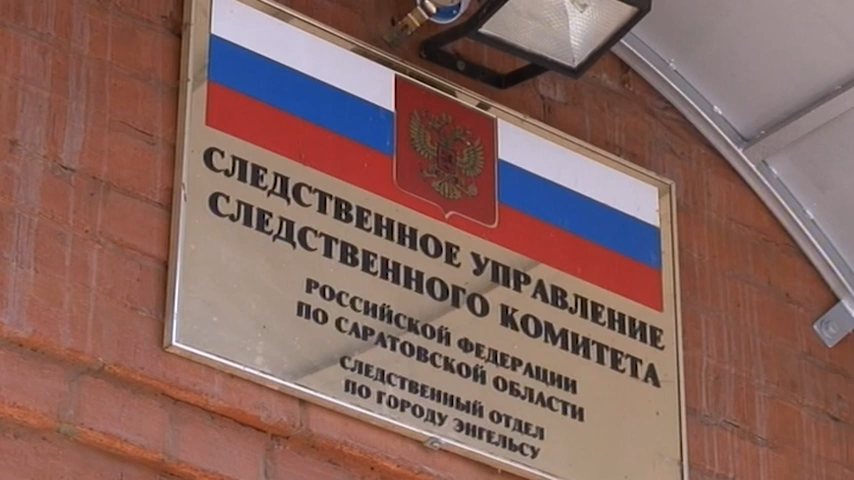 СЛЕДСТВЕННОЕ УПРАВЛЕНИЕ
СЛЕДСТВЕННОГО КОМИТЕТА
РОССИЙСКОЙ ФЕДЕРАЦИИ
ПО САРАТОВСКОЙ ОБЛАСТИ
СЛЕДСТВЕННЫЙ ОТДЕЛ
ПО ГОРОДУ ЭНГЕЛЬСУ